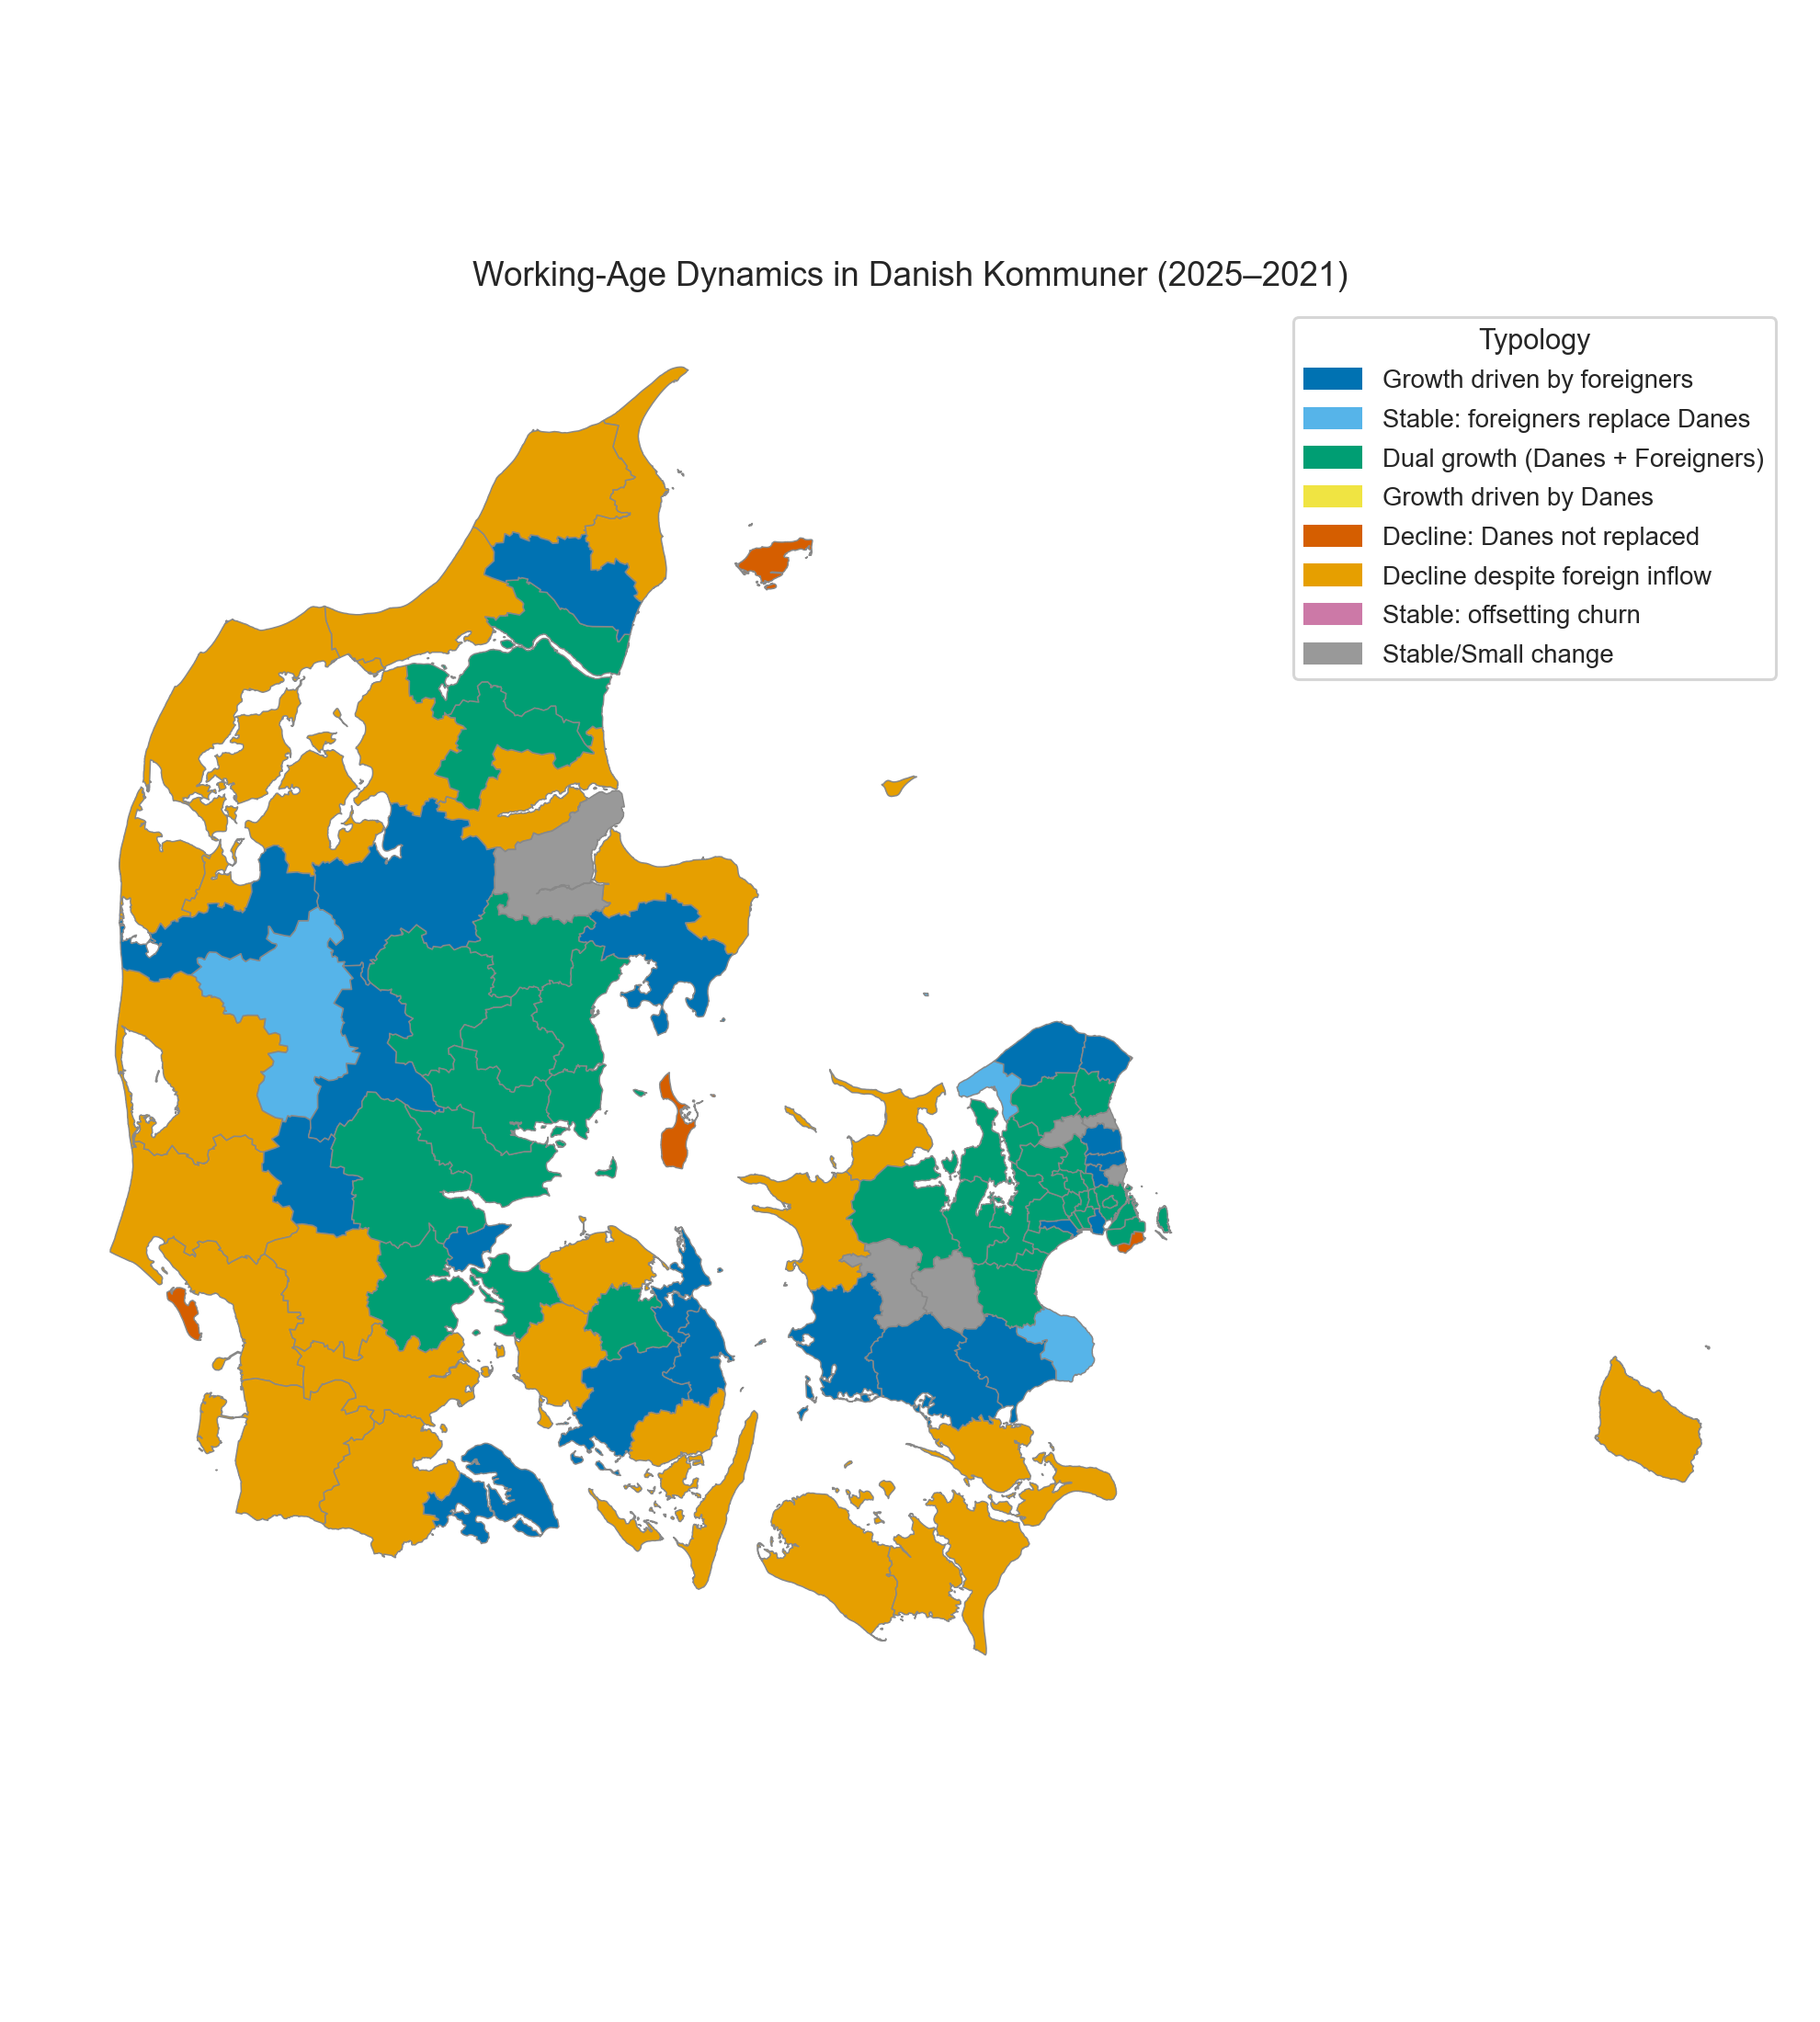 Working-Age Dynamics in Danish Kommuner (2025–2021)
Typology
Growth driven by foreigners
Stable: foreigners replace Danes
Dual growth (Danes + Foreigners)
Growth driven by Danes
Decline: Danes not replaced
Decline despite foreign inflow
Stable: offsetting churn
Stable/Small change